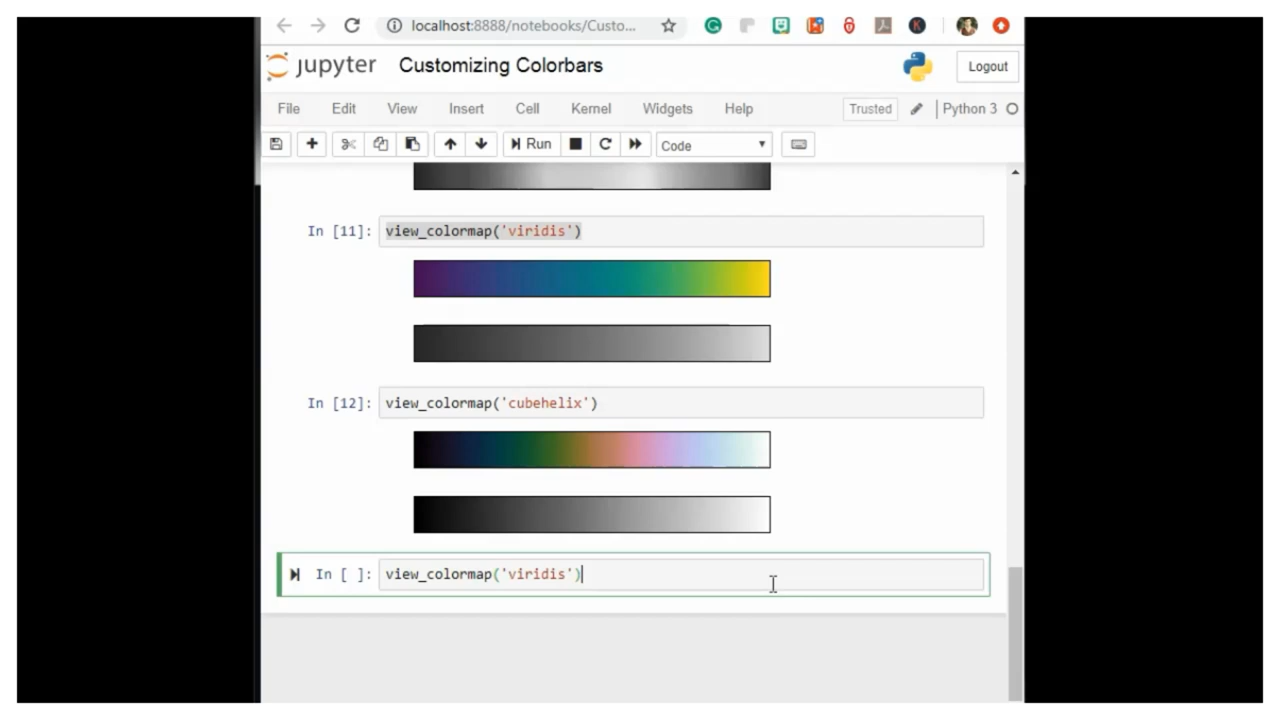 localhost:8888/notebooks/Custo...
jupyter Customizing Colorbars Logout
File Edit View Insert Cell Kernel Widgets Help Trusted Python 3
Run Code
In [11]: view_colormap('viridis')
In [12]: view_colormap('cubehelix')
In [ ]: view_colormap('viridis')